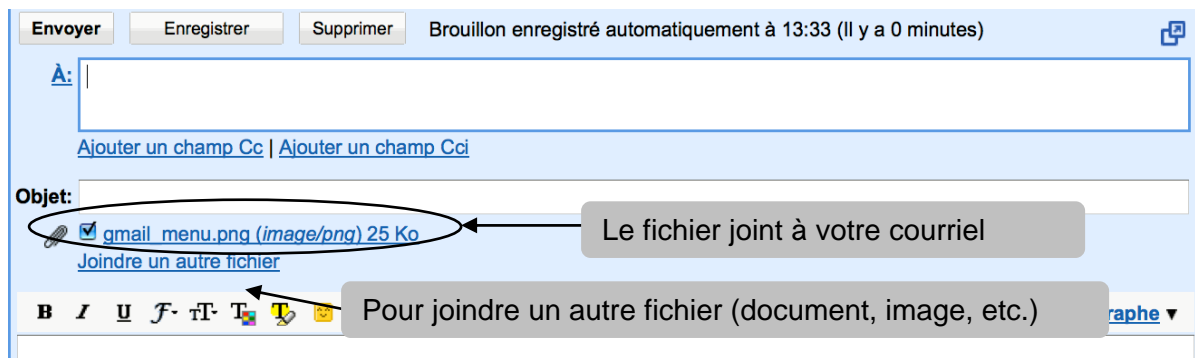 Envoyer Enregistrer Supprimer Brouillon enregistré automatiquement à 13:33 (Il y a 0 minutes)
À:
Ajouter un champ Cc | Ajouter un champ Cci
Objet:
gmail_menu.png (image/png) 25 Ko
Le fichier joint à votre courriel
Joindre un autre fichier
B I U F T T T
Pour joindre un autre fichier (document, image, etc.)
raphe